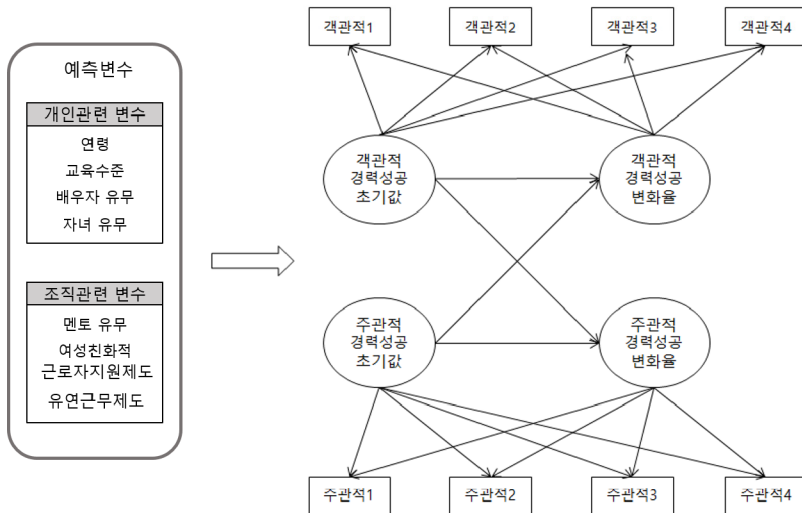 예측변수
개인관련 변수
연령
교육수준
배우자 유무
자녀 유무
조직관련 변수
멘토 유무
여성친화적
근로자지원제도
유연근무제도
객관적1
객관적2
객관적3
객관적4
객관적
경력성공
초기값
객관적
경력성공
변화율
주관적
경력성공
초기값
주관적
경력성공
변화율
주관적1
주관적2
주관적3
주관적4